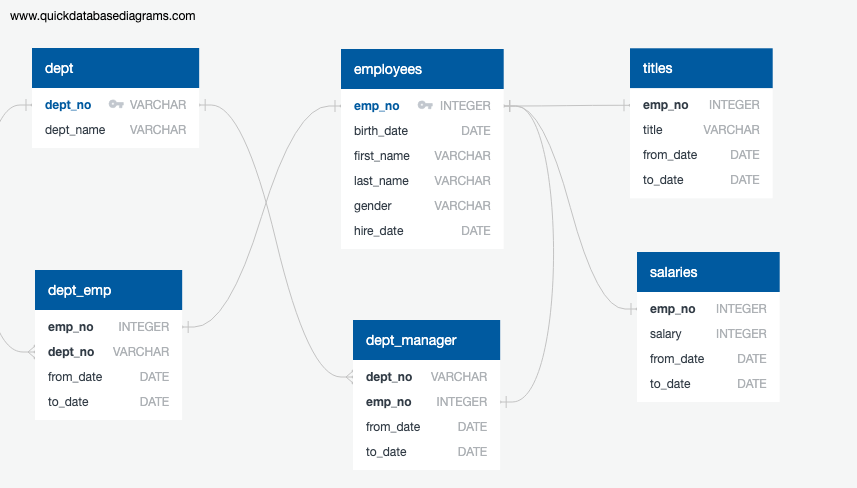 www.quickdatabasediagrams.com
dept
dept_no VARCHAR
dept_name VARCHAR
employees
emp_no INTEGER
birth_date DATE
first_name VARCHAR
last_name VARCHAR
gender VARCHAR
hire_date DATE
titles
emp_no INTEGER
title VARCHAR
from_date DATE
to_date DATE
dept_emp
emp_no INTEGER
dept_no VARCHAR
from_date DATE
to_date DATE
dept_manager
dept_no VARCHAR
emp_no INTEGER
from_date DATE
to_date DATE
salaries
emp_no INTEGER
salary INTEGER
from_date DATE
to_date DATE